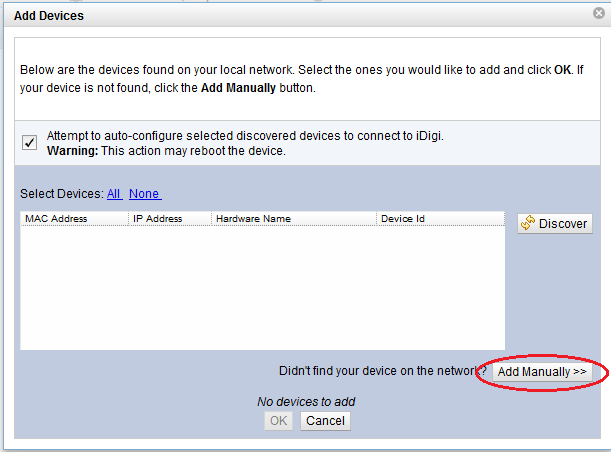 Add Devices
Below are the devices found on your local network. Select the ones you would like to add and click OK. If
your device is not found, click the Add Manually button.
Attempt to auto-configure selected discovered devices to connect to iDigi.
Warning: This action may reboot the device.
Select Devices: All None
MAC Address IP Address Hardware Name Device Id
Discover
Didn't find your device on the network? Add Manually >>
No devices to add
OK Cancel